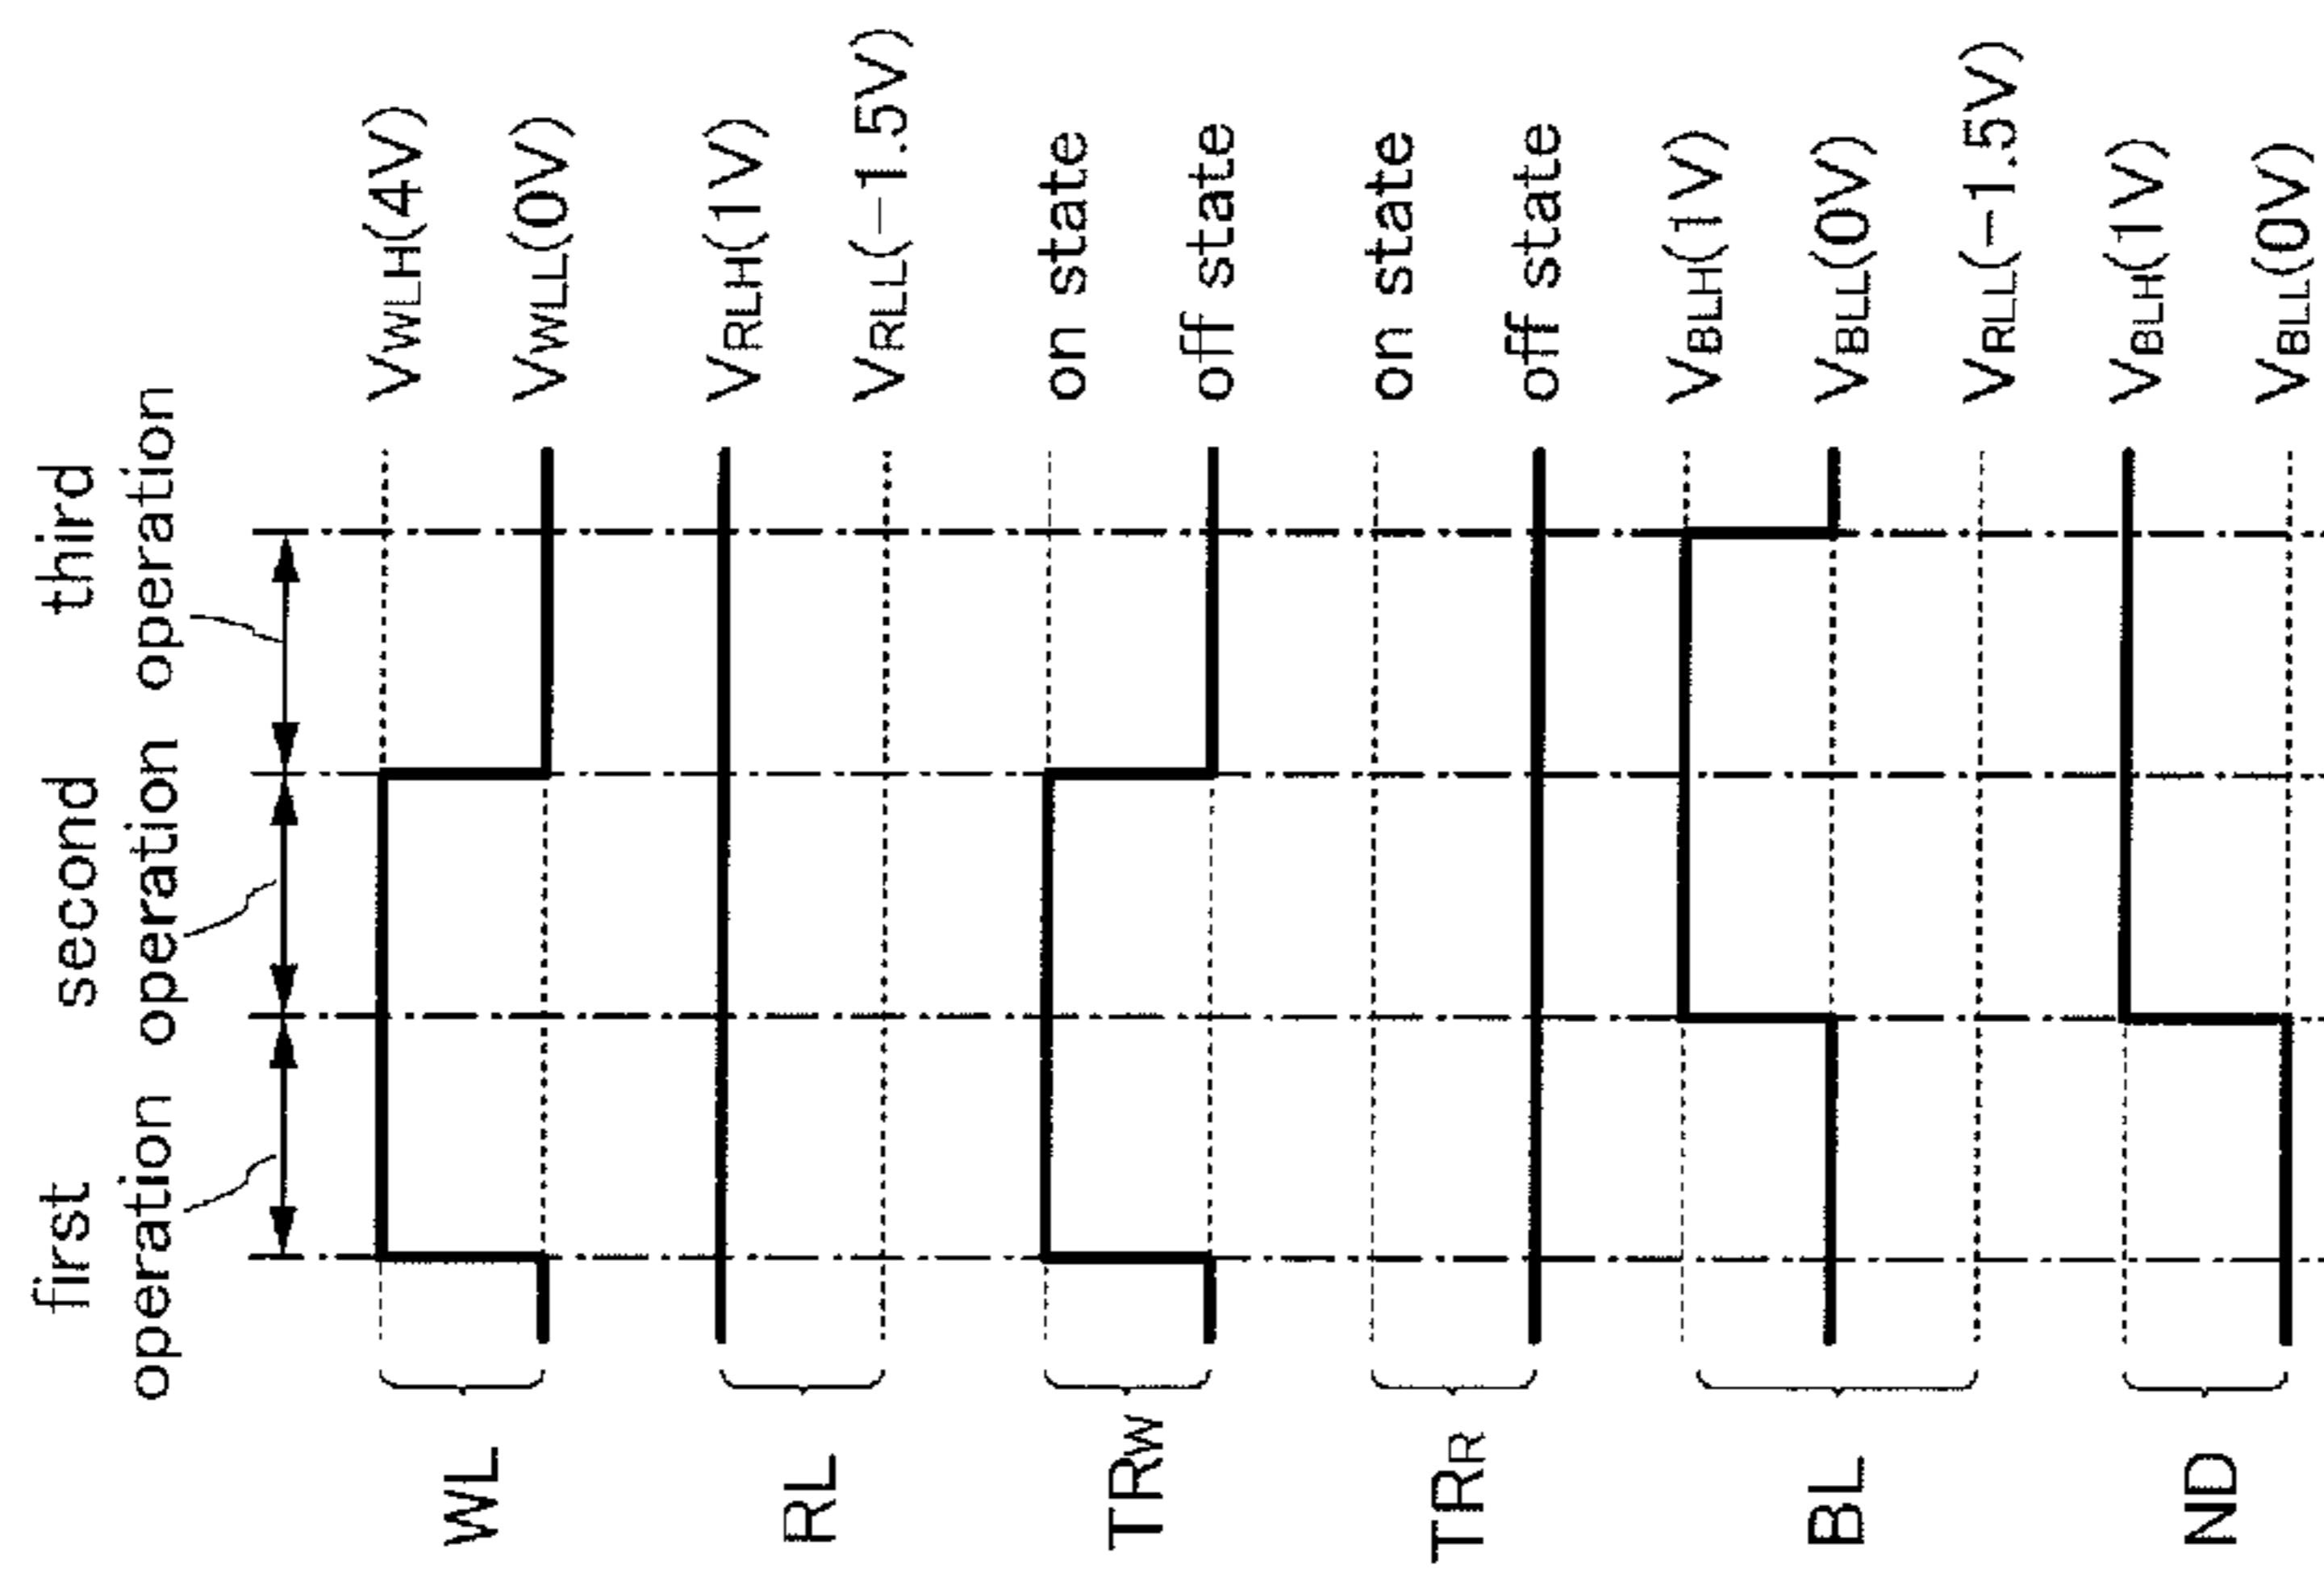 first operation
second operation
third operation
WL
VWLH(4V)
VWLL(0V)
RL
VRLH(1V)
VRLL(−1.5V)
TRW
on state
off state
TRR
on state
off state
BL
VBLH(1V)
VBLL(0V)
VRLL(−1.5V)
ND
VBLH(1V)
VBLL(0V)